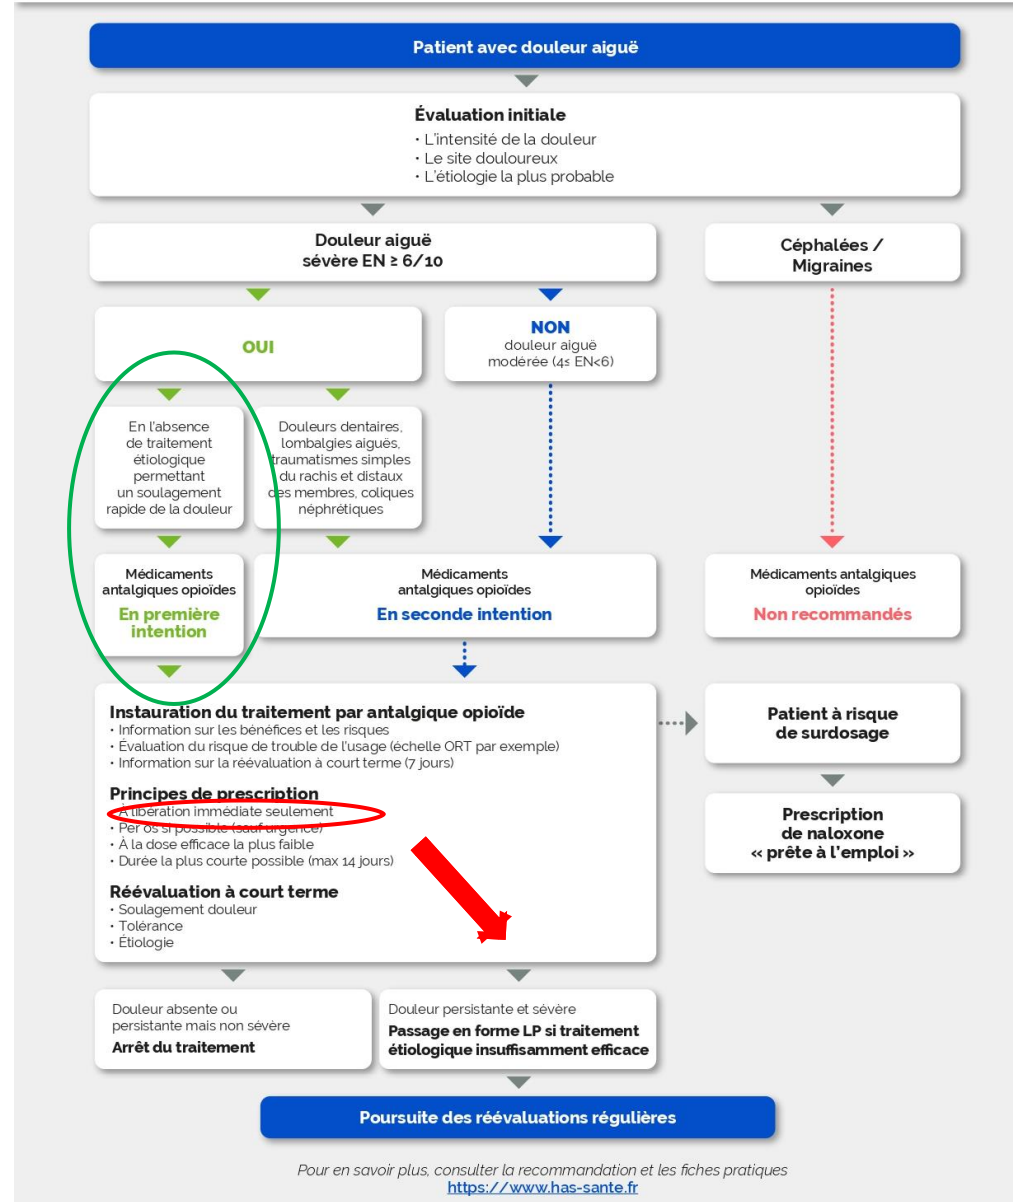 Patient avec douleur aiguë
Évaluation initiale
• L'intensité de la douleur
• Le site douloureux
• L'étiologie la plus probable
Douleur aiguë
sévère EN ≥ 6/10
Céphalées /
Migraines
OUI
NON
douleur aiguë
modérée (4≤ EN<6)
En l'absence
de traitement
étiologique
permettant
un soulagement
rapide de la douleur
Douleurs dentaires,
lombalgies aiguës,
traumatismes simples
du rachis et distaux
des membres, coliques
néphrétiques
Médicaments
antalgiques opioïdes
En première
intention
Médicaments
antalgiques opioïdes
En seconde intention
Médicaments antalgiques
opioïdes
Non recommandés
Instauration du traitement par antalgique opioïde
• Information sur les bénéfices et les risques
• Évaluation du risque de trouble de l'usage (échelle ORT par exemple)
• Information sur la réévaluation à court terme (7 jours)
Principes de prescription
• À libération immédiate seulement
• Per os si possible (sauf urgence)
• À la dose efficace la plus faible
• Durée la plus courte possible (max 14 jours)
Réévaluation à court terme
• Soulagement douleur
• Tolérance
• Étiologie
Patient à risque
de surdosage
Prescription
de naloxone
« prête à l'emploi »
Douleur absente ou
persistante mais non sévère
Arrêt du traitement
Douleur persistante et sévère
Passage en forme LP si traitement
étiologique insuffisamment efficace
Poursuite des réévaluations régulières
Pour en savoir plus, consulter la recommandation et les fiches pratiques
https://www.has-sante.fr